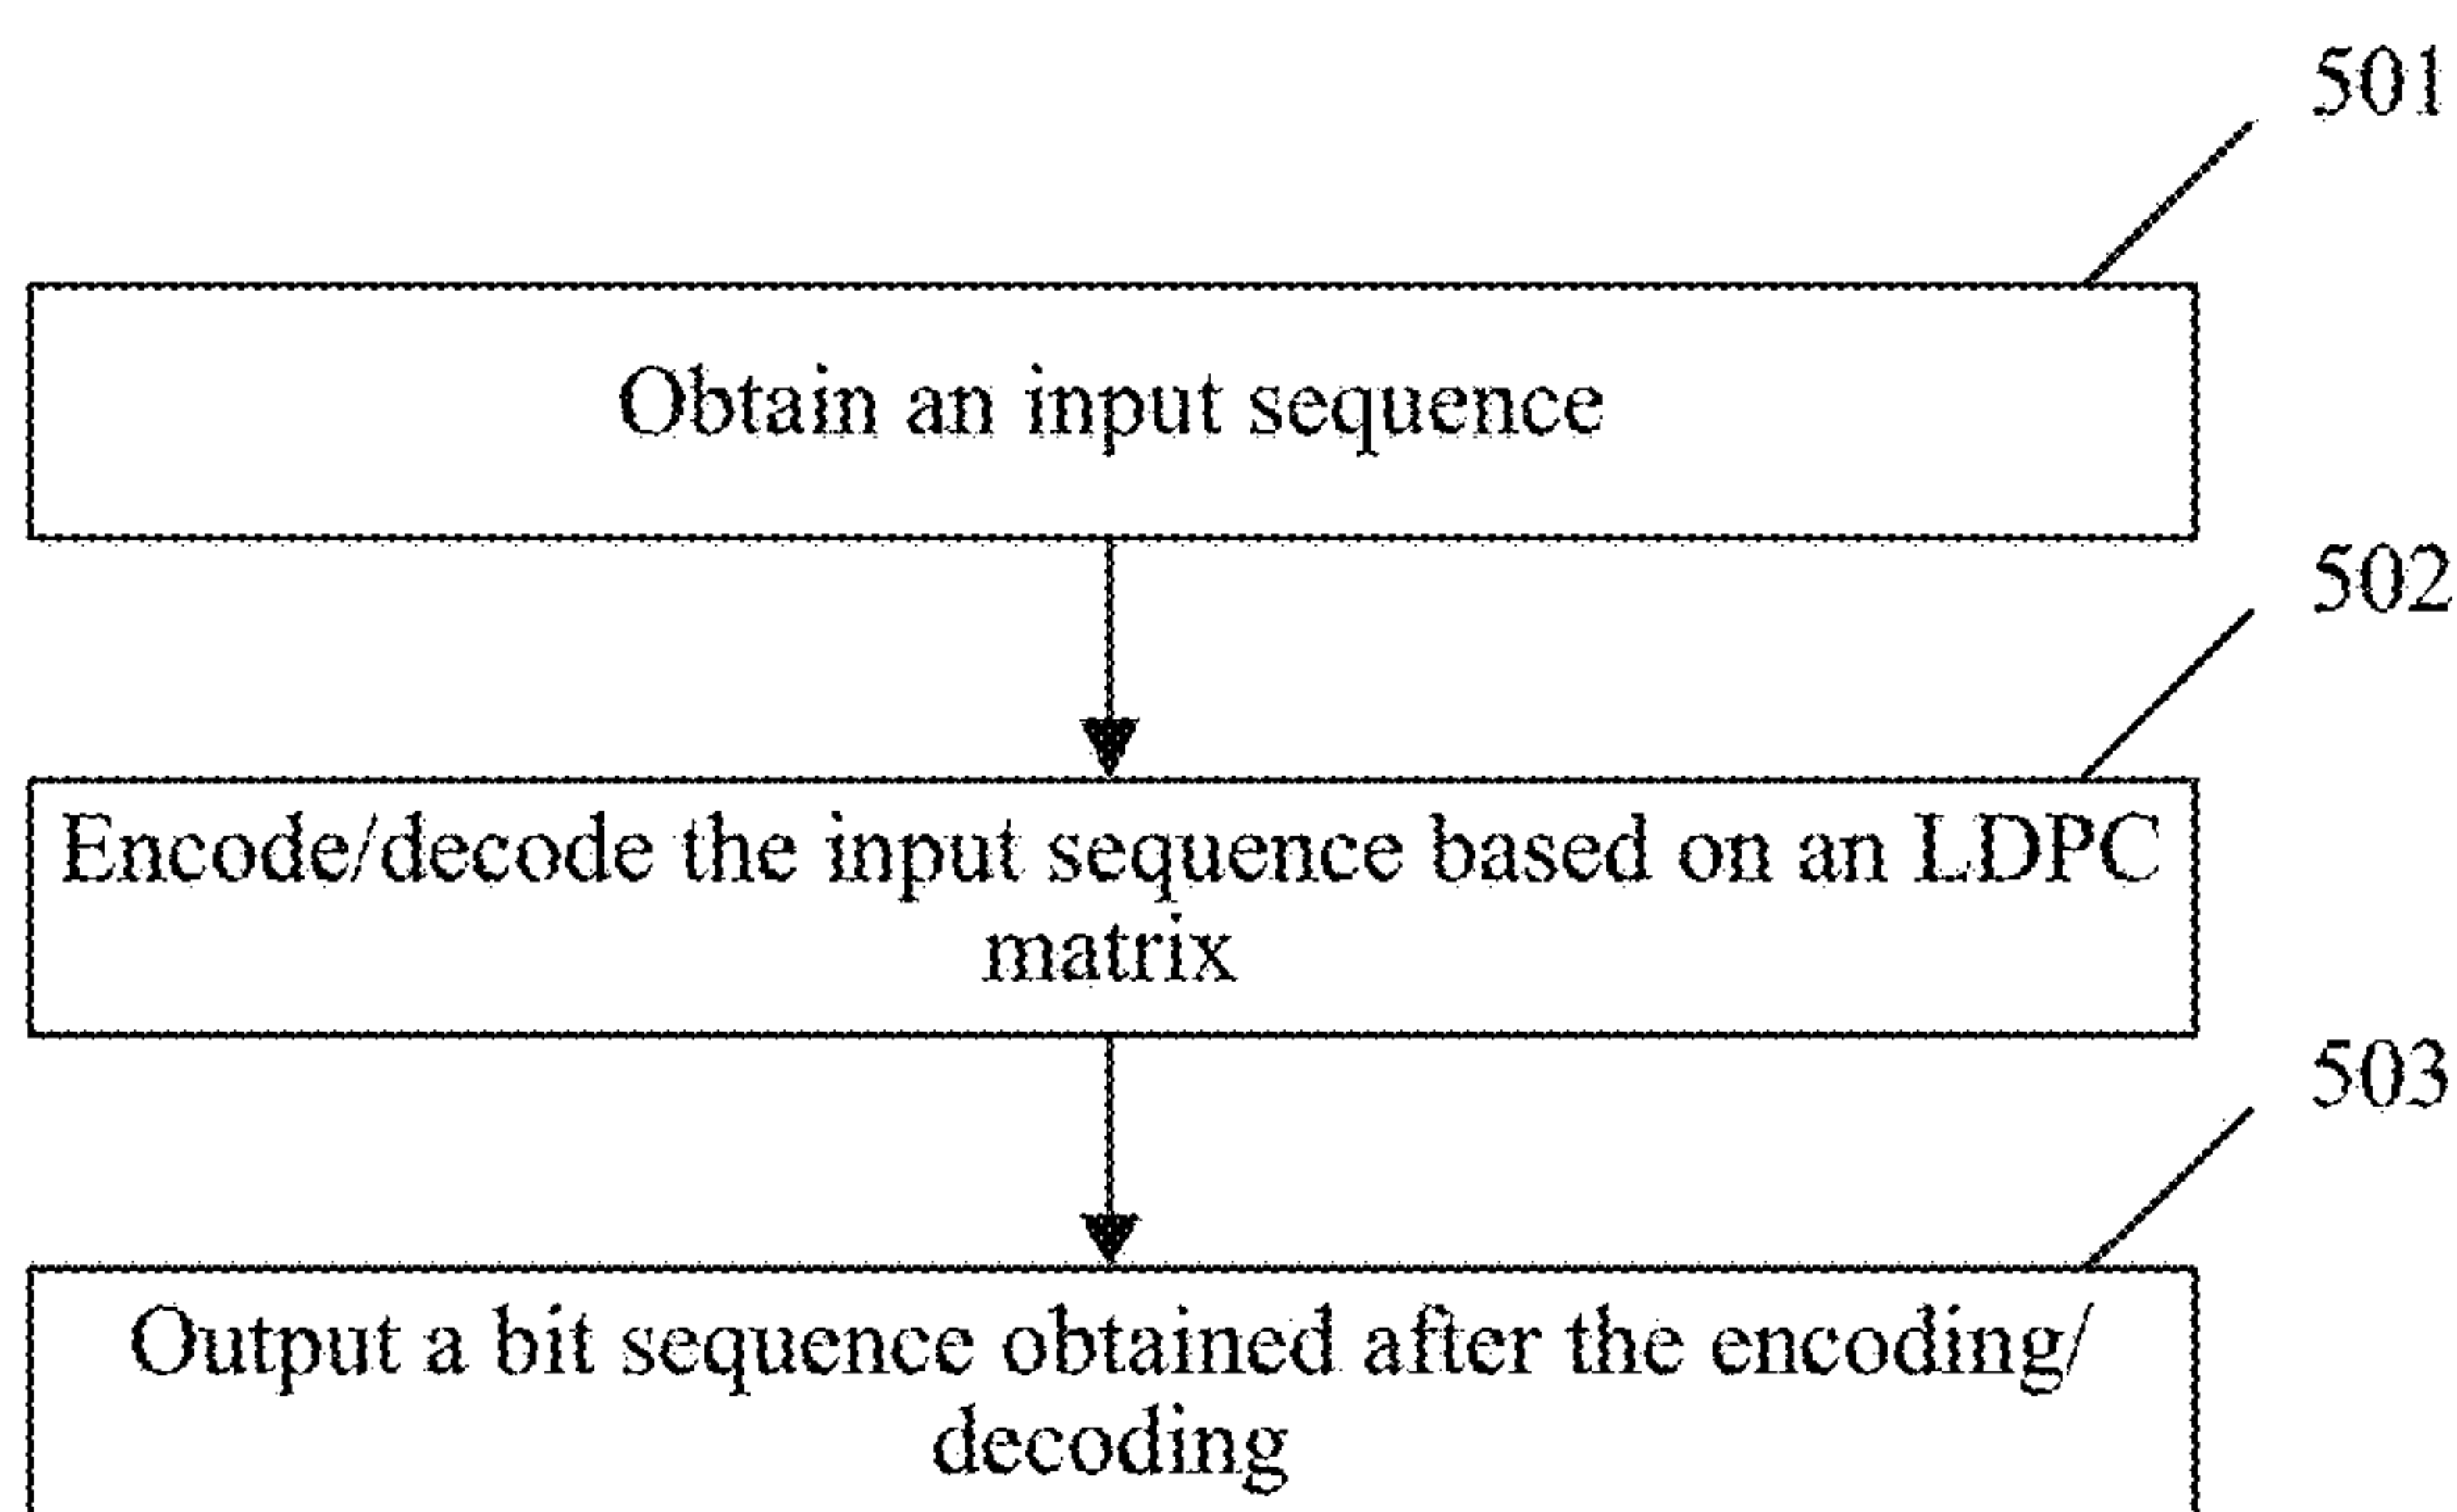 501
Obtain an input sequence
502
Encode/decode the input sequence based on an LDPC
matrix
503
Output a bit sequence obtained after the encoding/
decoding